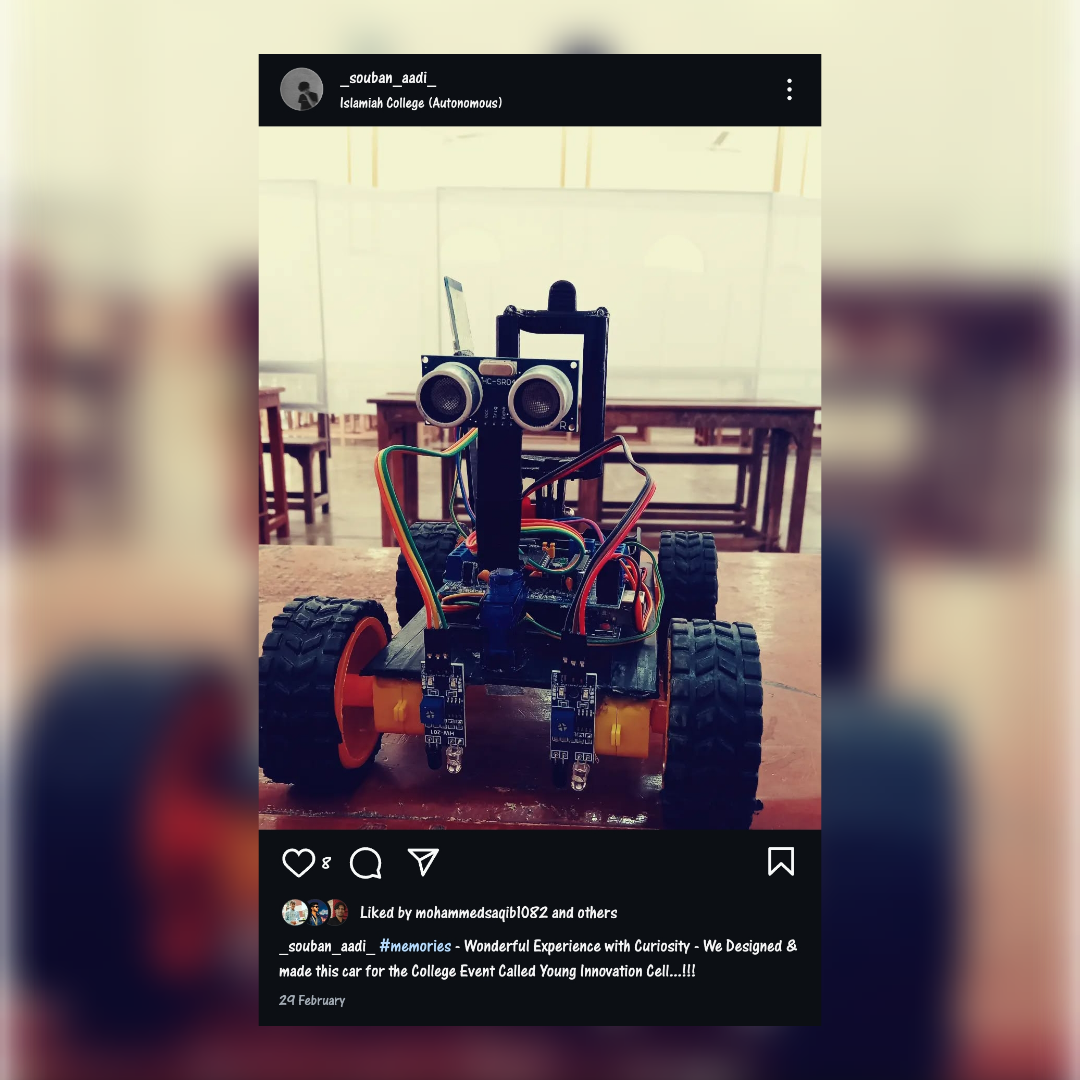 _souban_aadi_
Islamiah College (Autonomous)
HC-SR04
R
8
Liked by mohammedsaqib1082 and others
_souban_aadi_ #memories - Wonderful Experience with Curiosity - We Designed &
made this car for the College Event Called Young Innovation Cell...!!!
29 February